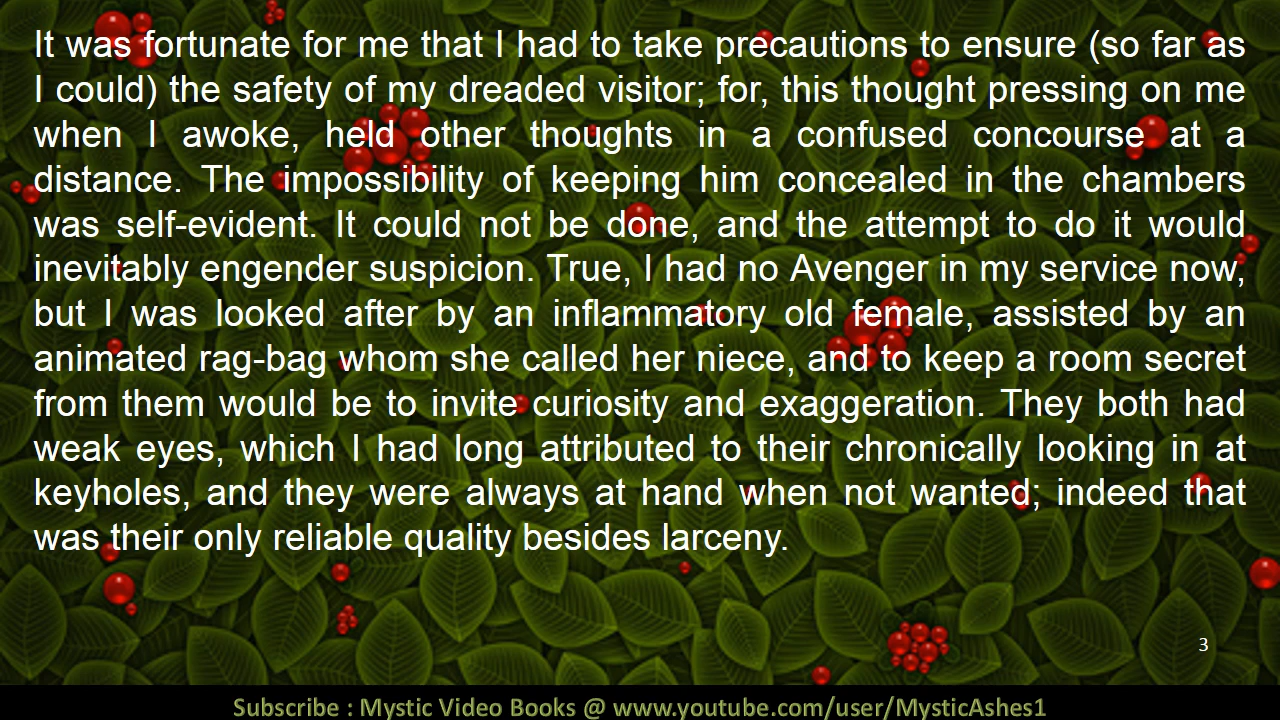 It was fortunate for me that I had to take precautions to ensure (so far as
I could) the safety of my dreaded visitor; for, this thought pressing on me
when I awoke, held other thoughts in a confused concourse at a
distance. The impossibility of keeping him concealed in the chambers
was self-evident. It could not be done, and the attempt to do it would
inevitably engender suspicion. True, I had no Avenger in my service now,
but I was looked after by an inflammatory old female, assisted by an
animated rag-bag whom she called her niece, and to keep a room secret
from them would be to invite curiosity and exaggeration. They both had
weak eyes, which I had long attributed to their chronically looking in at
keyholes, and they were always at hand when not wanted; indeed that
was their only reliable quality besides larceny.
3
Subscribe : Mystic Video Books @ www.youtube.com/user/MysticAshes1